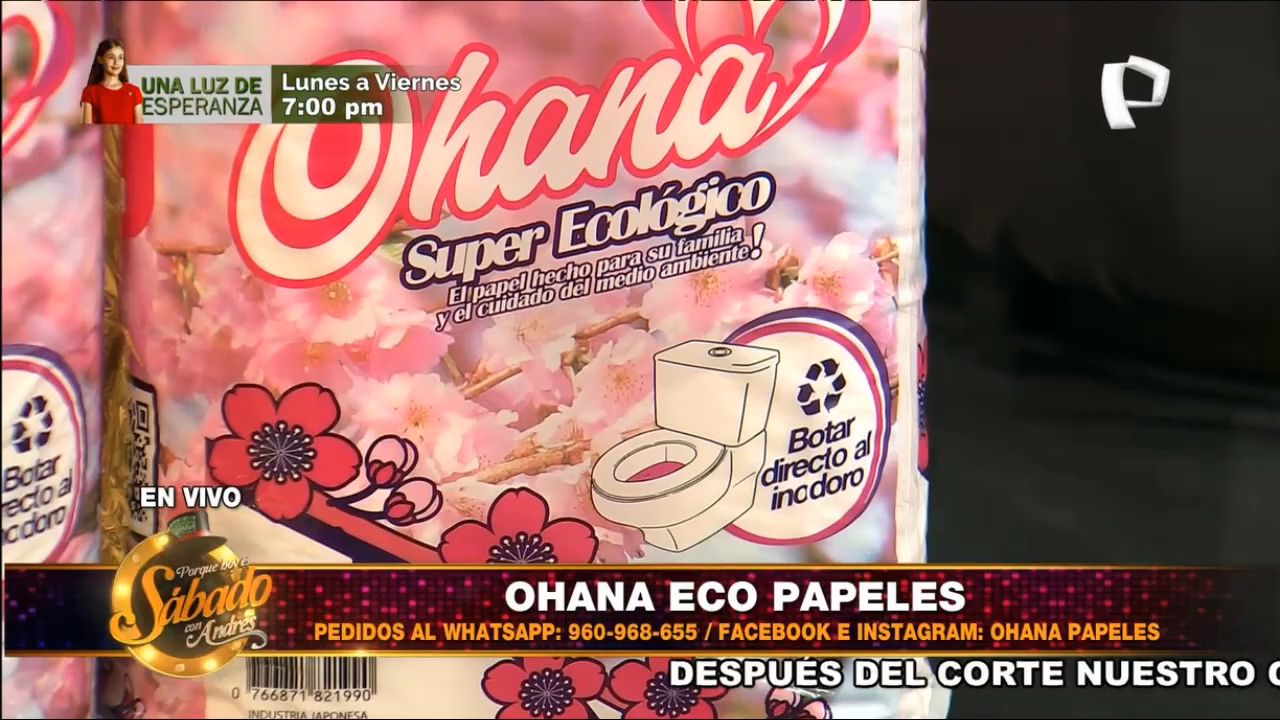 UNA LUZ DE
ESPERANZA
Lunes a Viernes
7:00 pm
Ohana
Super Ecológico
El papel hecho para su familia
y el cuidado del medio ambiente!
Botar
directo al
inodoro
Botar
recto al
odoro
EN VIVO
Porque hoy es
Sábado
con
Andrés
OHANA ECO PAPELES
PEDIDOS AL WHATSAPP: 960-968-655 / FACEBOOK E INSTAGRAM: OHANA PAPELES
DESPUÉS DEL CORTE NUESTRO
0 766871 821990
INDUSTRIA JAPONESA